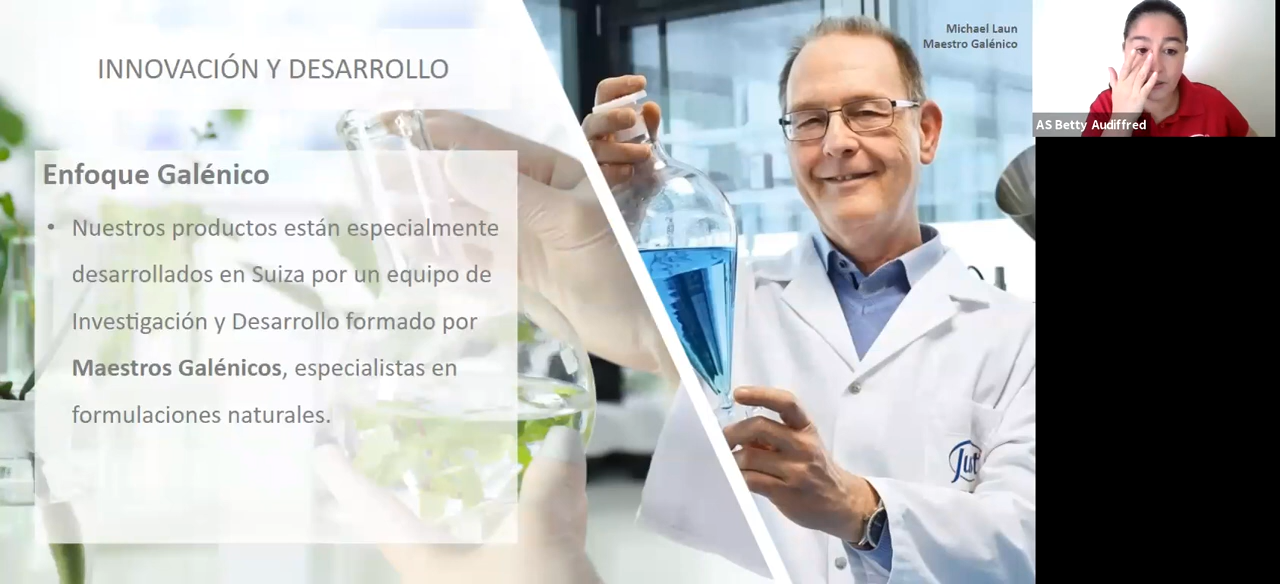 INNOVACIÓN Y DESARROLLO
Enfoque Galénico
• Nuestros productos están especialmente
desarrollados en Suiza por un equipo de
Investigación y Desarrollo formado por
Maestros Galénicos, especialistas en
formulaciones naturales.
Michael Laun
Maestro Galénico
Just
AS Betty Audiffred